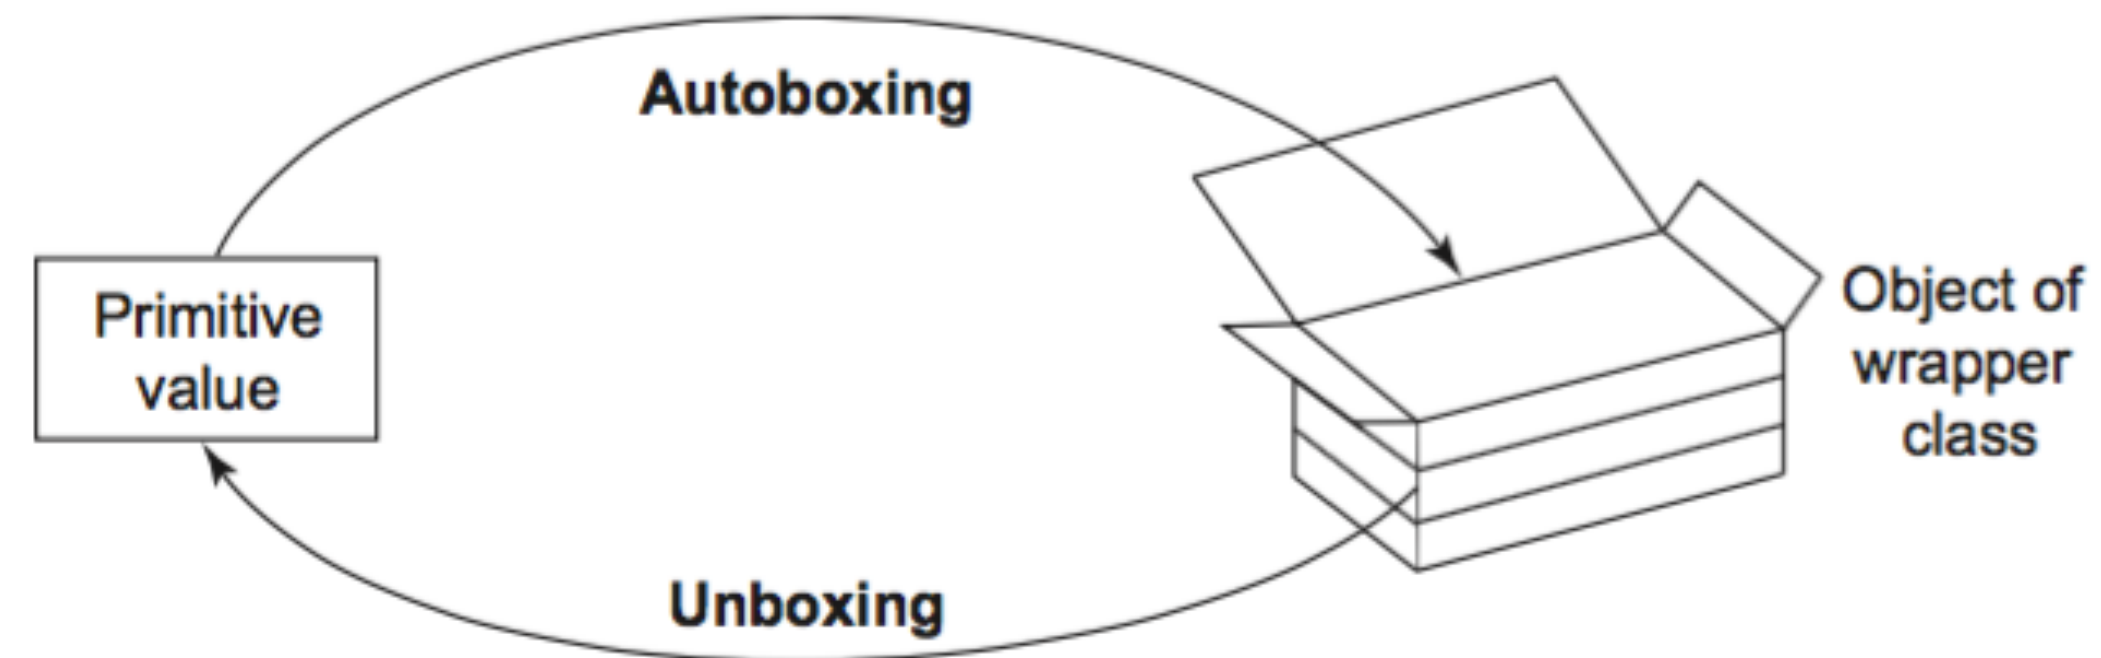 Autoboxing
Primitive
value
Object of
wrapper
class
Unboxing